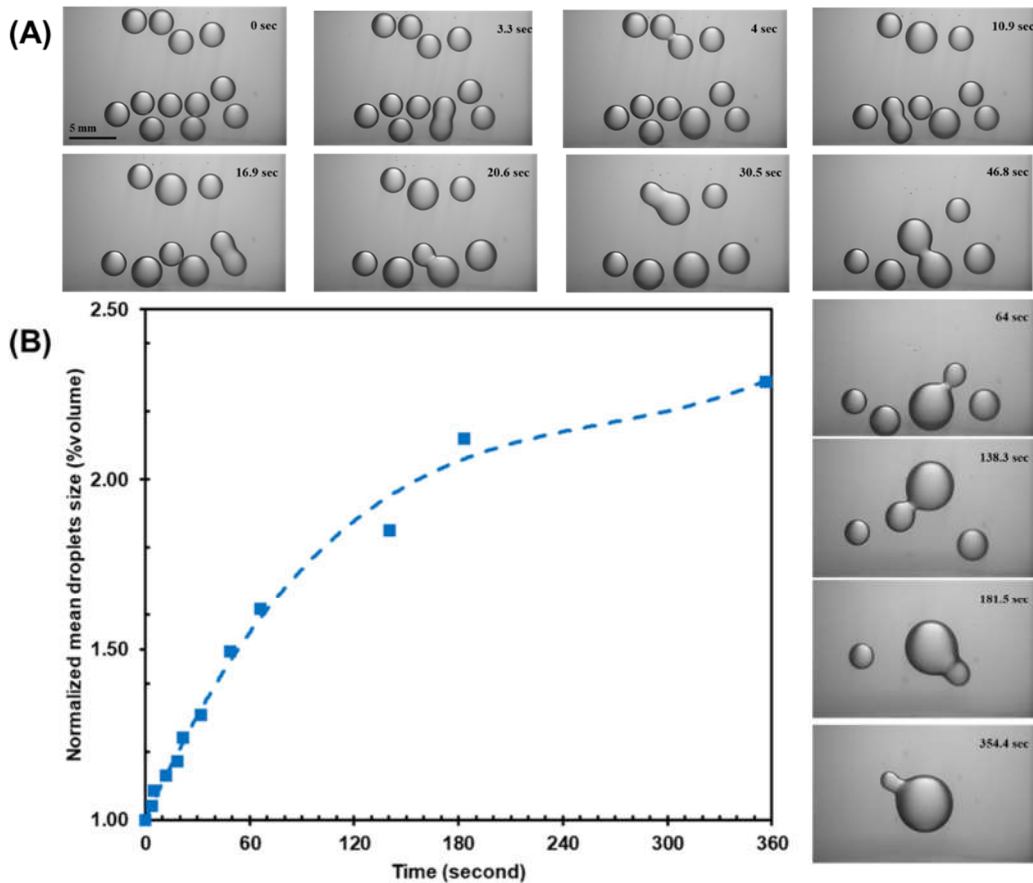 (A)
0 sec
5 mm
3.3 sec
4 sec
10.9 sec
16.9 sec
20.6 sec
30.5 sec
46.8 sec
64 sec
138.3 sec
181.5 sec
354.4 sec
(B)
Normalized mean droplets size (%volume)
2.50
2.00
1.50
1.00
0
60
120
180
240
300
360
Time (second)